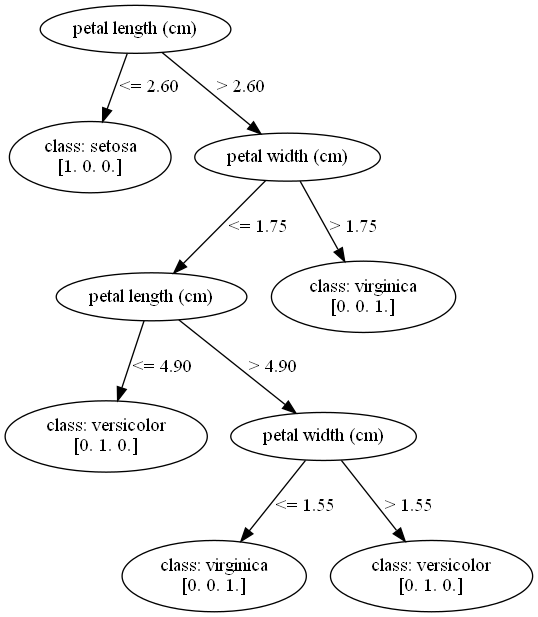 petal length (cm)
<= 2.60
> 2.60
class: setosa
[1. 0. 0.]
petal width (cm)
<= 1.75
> 1.75
petal length (cm)
class: virginica
[0. 0. 1.]
<= 4.90
> 4.90
class: versicolor
[0. 1. 0.]
petal width (cm)
<= 1.55
> 1.55
class: virginica
[0. 0. 1.]
class: versicolor
[0. 1. 0.]